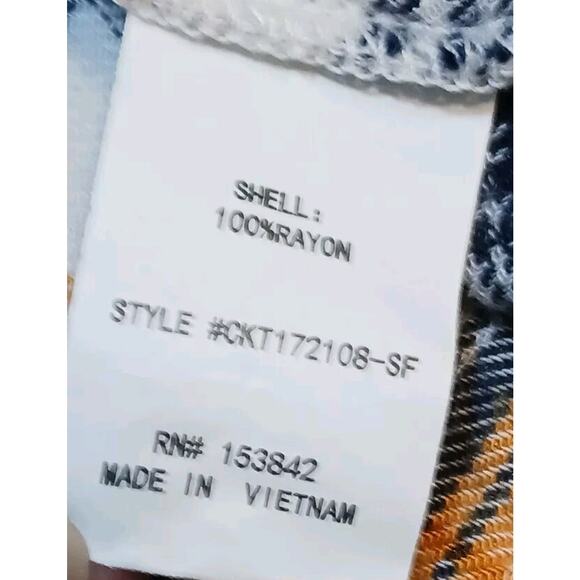 SHELL:
100%RAYON
STYLE #CKT172108-SF
RN# 153842
MADE IN VIETNAM